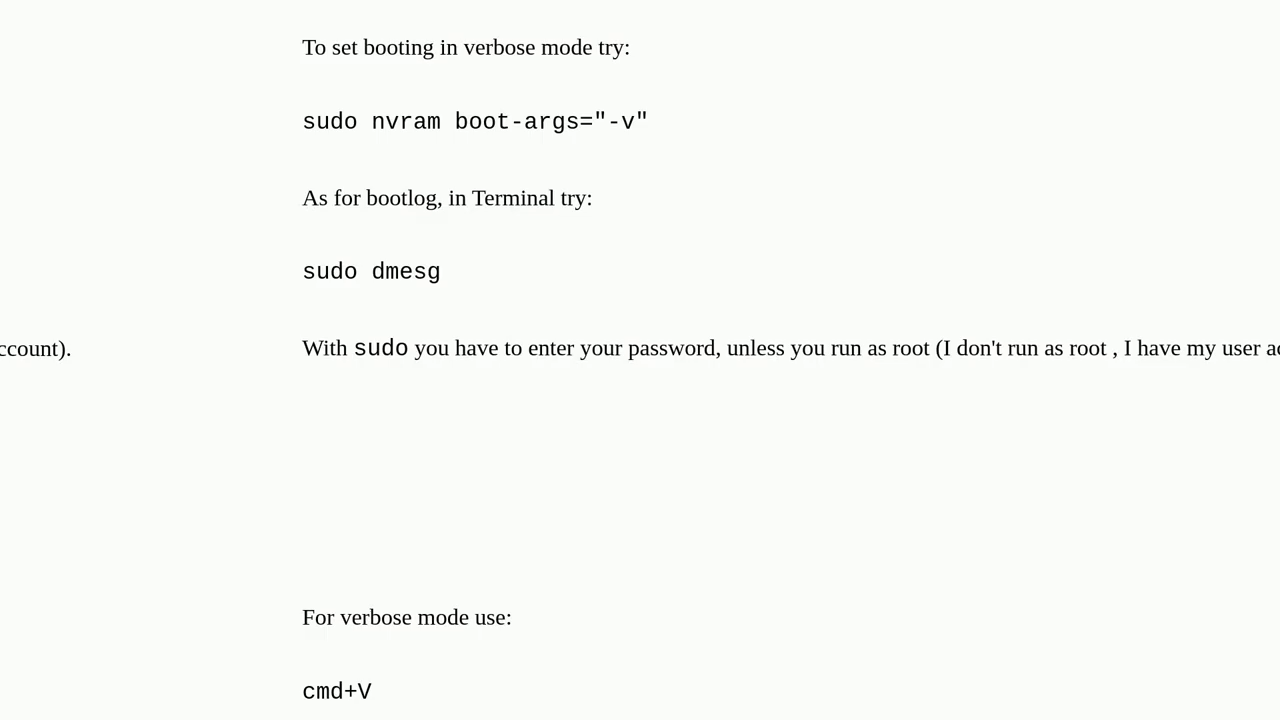 To set booting in verbose mode try:
sudo nvram boot-args="-v"
As for bootlog, in Terminal try:
sudo dmesg
With sudo you have to enter your password, unless you run as root (I don't run as root , I have my user ac
ccount).
For verbose mode use:
cmd+V